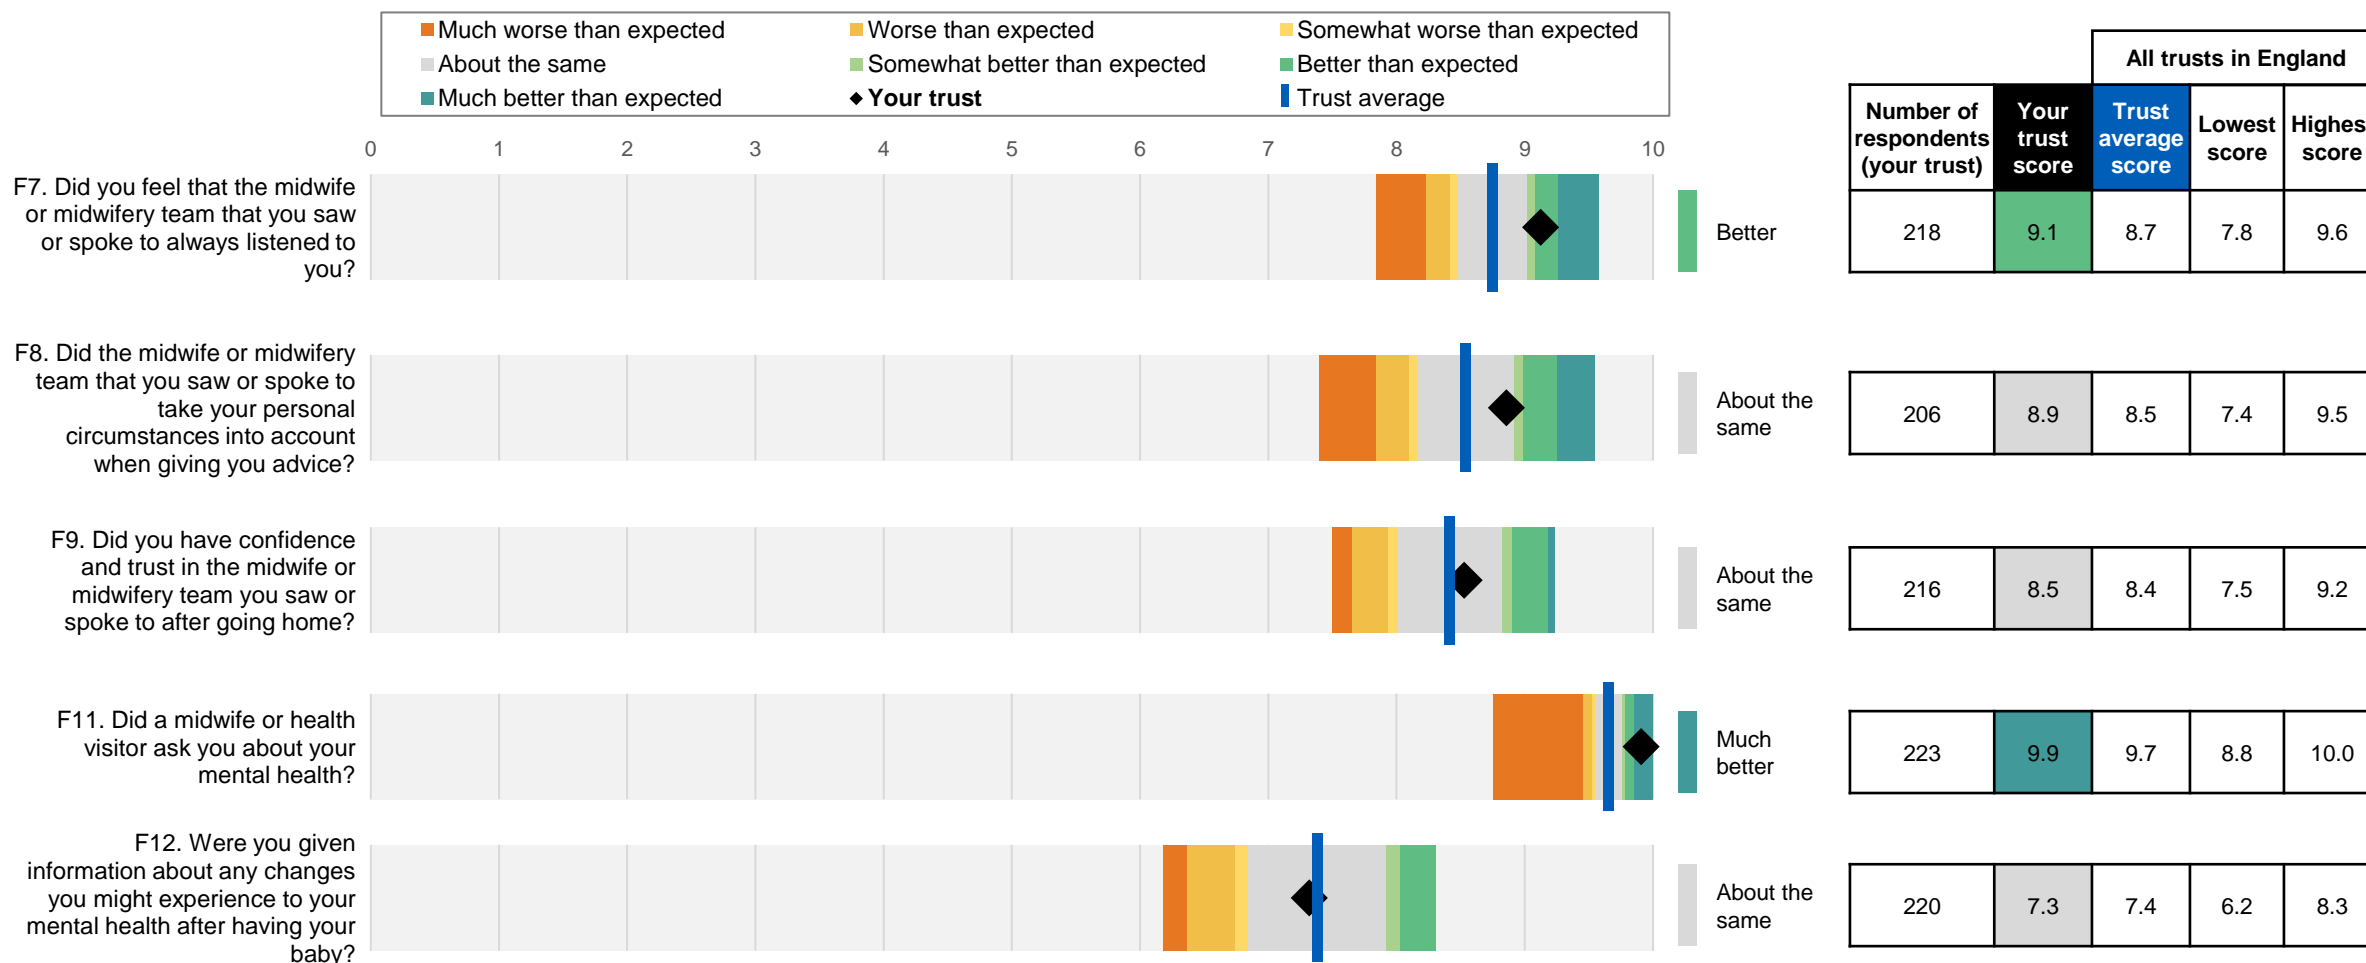 Much worse than expected
Worse than expected
Somewhat worse than expected
About the same
Somewhat better than expected
Better than expected
Much better than expected
Your trust
Trust average
All trusts in England
Number of
respondents
(your trust)
Your
trust
score
Trust
average
score
Lowest
score
Highes
score
0 1 2 3 4 5 6 7 8 9 10
F7. Did you feel that the midwife
or midwifery team that you saw
or spoke to always listened to
you?
Better
218 9.1 8.7 7.8 9.6
F8. Did the midwife or midwifery
team that you saw or spoke to
take your personal
circumstances into account
when giving you advice?
About the
same
206 8.9 8.5 7.4 9.5
F9. Did you have confidence
and trust in the midwife or
midwifery team you saw or
spoke to after going home?
About the
same
216 8.5 8.4 7.5 9.2
F11. Did a midwife or health
visitor ask you about your
mental health?
Much
better
223 9.9 9.7 8.8 10.0
F12. Were you given
information about any changes
you might experience to your
mental health after having your
baby?
About the
same
220 7.3 7.4 6.2 8.3